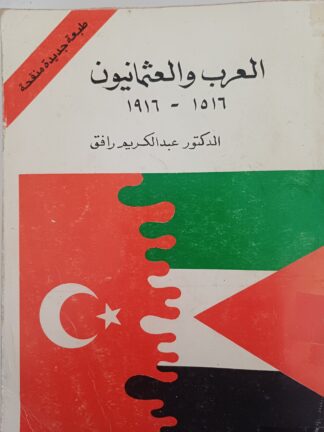 طبعة جديدة منقحة
العرب والعثمانيون
١٥١٦ - ١٩١٦
الدكتور عبدالكريم رافق